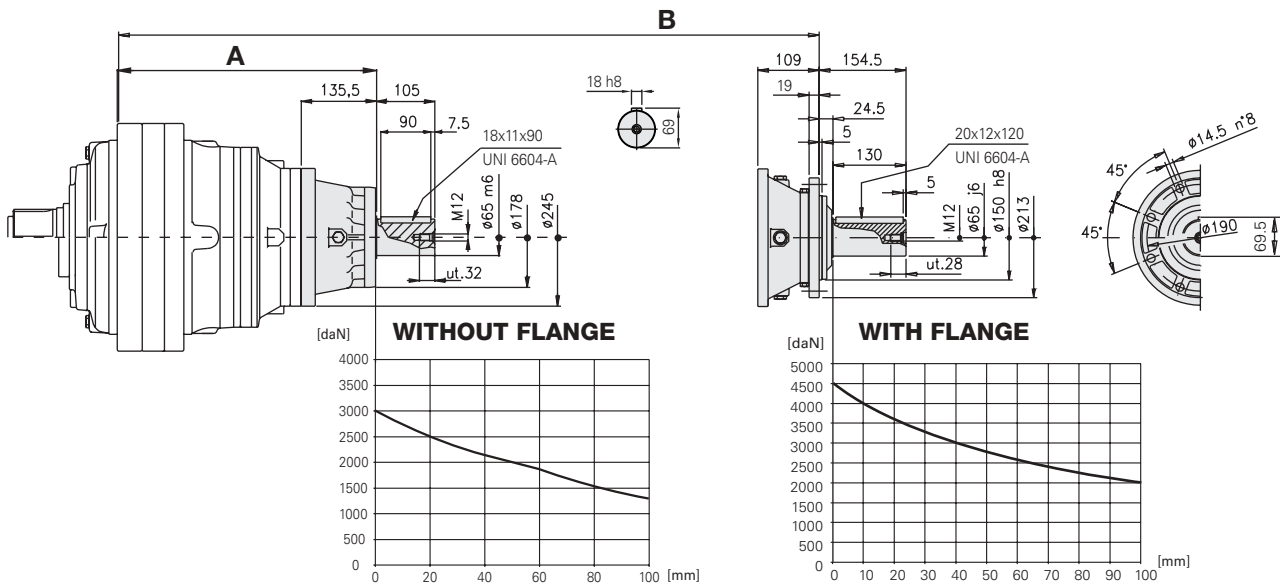 B
A
135,5
105
90
7.5
18x11x90
UNI 6604-A
M12
ø65 m6
ø178
ø245
ut.32
18 h8
69
109
154.5
19
24.5
5
130
20x12x120
UNI 6604-A
5
M12
ø65 j6
ø150 h8
ø213
ut.28
ø14.5 n°8
45°
45°
ø190
69.5
[daN]
WITHOUT FLANGE
4000
3500
3000
2500
2000
1500
1000
500
0
0 20 40 60 80 100 [mm]
[daN]
WITH FLANGE
5000
4500
4000
3500
3000
2500
2000
1500
1000
500
0
0 10 20 30 40 50 60 70 80 90 100 [mm]